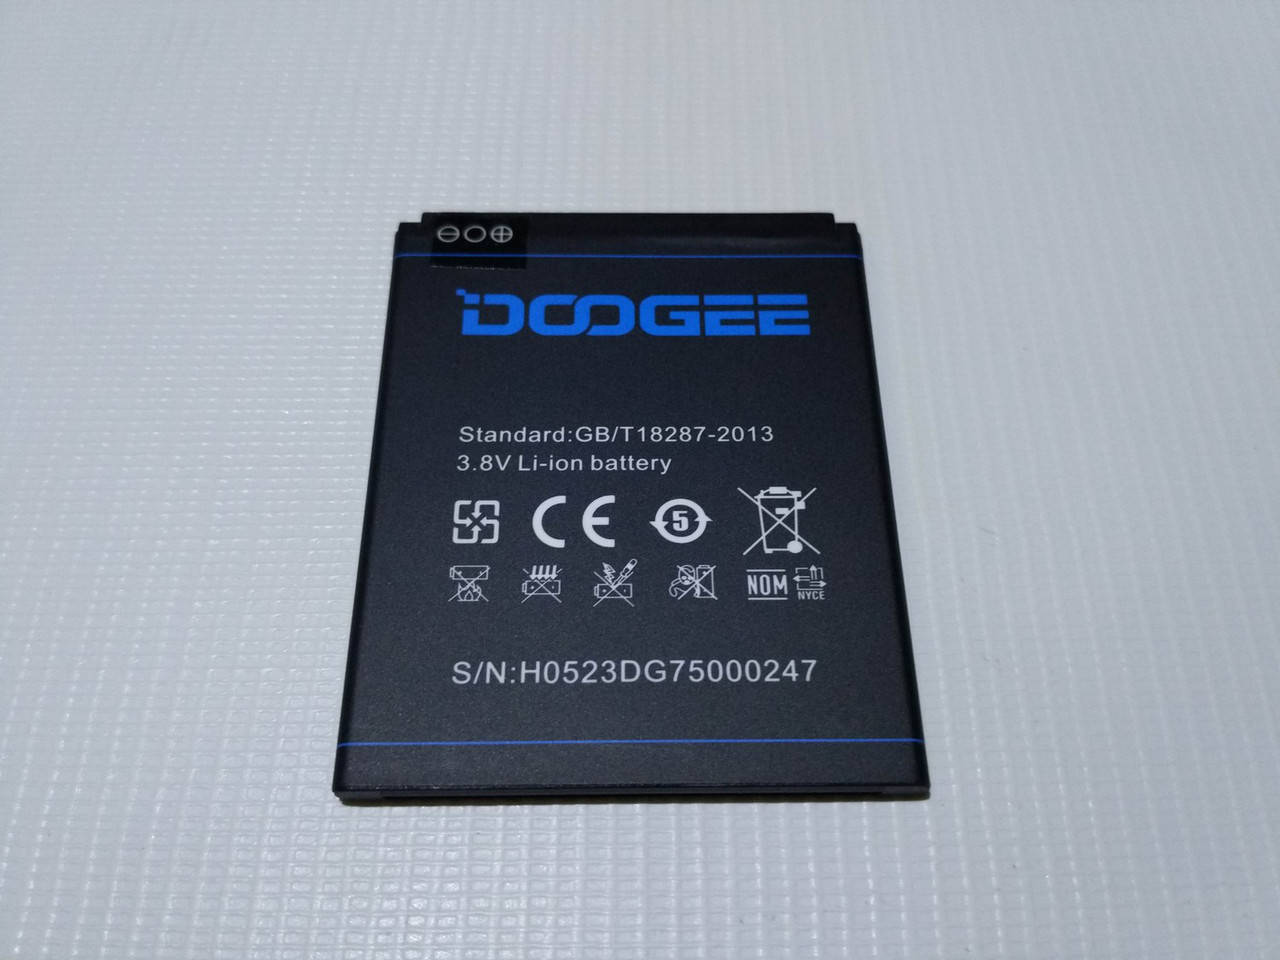 DOOGEE
Standard:GB/T18287-2013
3.8V Li-ion battery
CE 5
NOM NYCE
S/N:H0523DG75000247